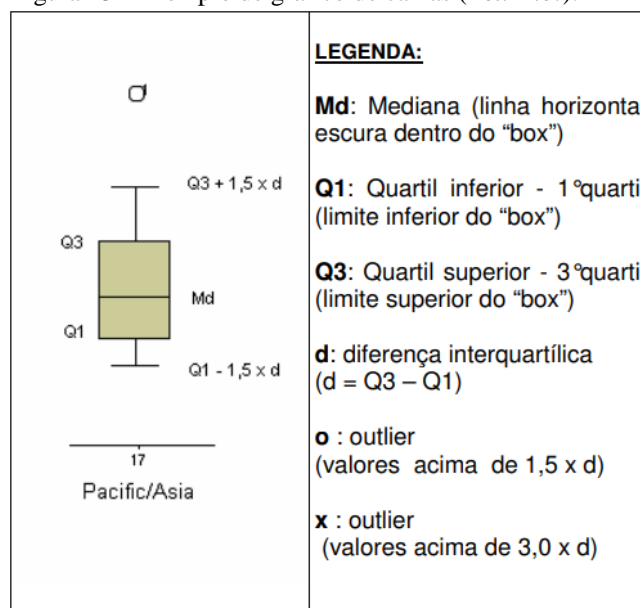 LEGENDA:
Md: Mediana (linha horizonta
escura dentro do “box”)
Q1: Quartil inferior - 1°quarti
(limite inferior do “box”)
Q3: Quartil superior - 3°quarti
(limite superior do “box”)
d: diferença interquartílica
(d = Q3 – Q1)
o : outlier
(valores acima de 1,5 x d)
x : outlier
(valores acima de 3,0 x d)
Q3 + 1,5 x d
Q3
Md
Q1
Q1 - 1,5 x d
17
Pacific/Asia